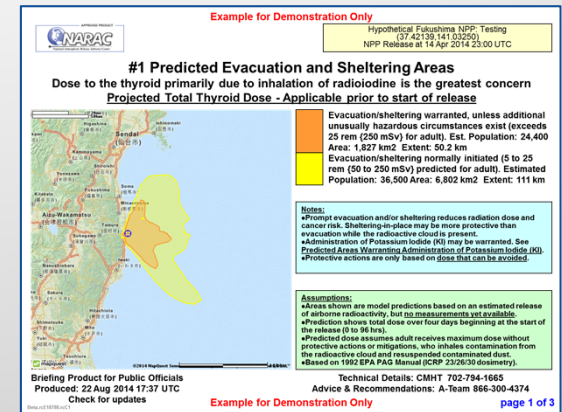 Example for Demonstration Only
NARAC
Hypothetical Fukushima NPP: Testing
(37.42139,141.03250)
NPP Release at 14 Apr 2014 23:00 UTC
#1 Predicted Evacuation and Sheltering Areas
Dose to the thyroid primarily due to inhalation of radioiodine is the greatest concern
Projected Total Thyroid Dose - Applicable prior to start of release
Sendai
(仙台市)
Fukushima
Soma
Aizu-Wakamatsu
Iwaki
Hitachi
©2014 MapQuest
Evacuation/sheltering warranted, unless additional
unusually hazardous circumstances exist (exceeds
25 rem {250 mSv} for adult). Est. Population: 24,400
Area: 1,827 km2 Extent: 50.2 km
Evacuation/sheltering normally initiated (5 to 25
rem {50 to 250 mSv} predicted for adult). Estimated
Population: 36,500 Area: 6,802 km2 Extent: 111 km
Notes:
●Prompt evacuation and/or sheltering reduces radiation dose and
cancer risk. Sheltering-in-place may be more protective than
evacuation while the radioactive cloud is present.
●Administration of Potassium Iodide (KI) may be warranted. See
Predicted Areas Warranting Administration of Potassium Iodide (KI).
●Protective actions are only based on dose that can be avoided.
Assumptions:
●Areas shown are model predictions based on an estimated release
of airborne radioactivity, but no measurements yet available.
●Prediction shows total dose over four days beginning at the start of
the release (0 to 96 hrs).
●Predicted dose assumes adult receives maximum dose without
protective actions or mitigations, who inhales contamination from
the radioactive cloud and resuspended contaminated dust.
●Based on 1992 EPA PAG Manual (ICRP 23/26/30 dosimetry).
Briefing Product for Public Officials
Produced: 22 Aug 2014 17:37 UTC
Check for updates
Technical Details: CMHT 702-794-1665
Advice & Recommendations: A-Team 866-300-4374
Example for Demonstration Only
page 1 of 3